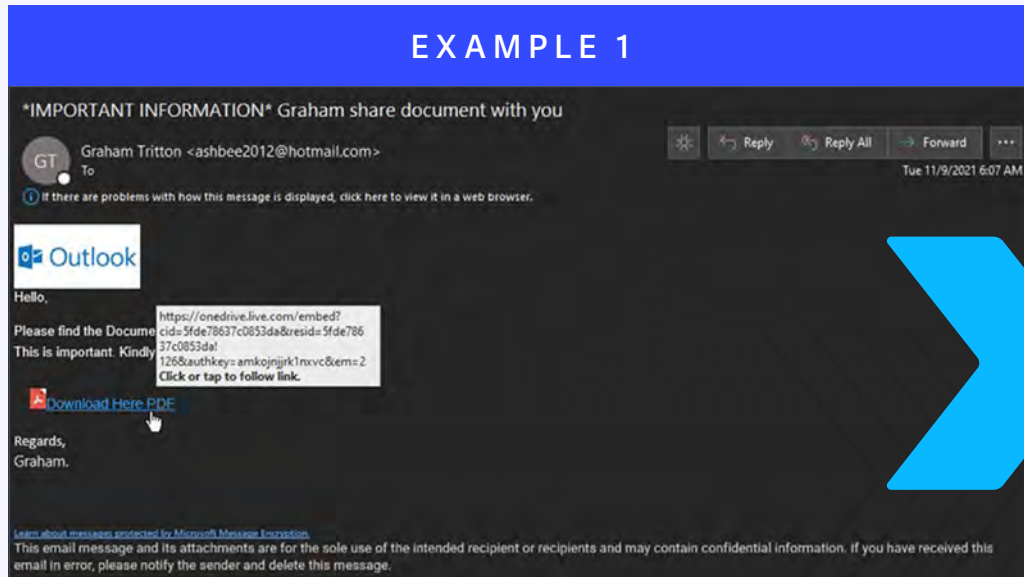 EXAMPLE 1
*IMPORTANT INFORMATION* Graham share document with you
GT
Graham Tritton <ashbee2012@hotmail.com>
To
Reply
Reply All
Forward
...
Tue 11/9/2021 6:07 AM
If there are problems with how this message is displayed, click here to view it in a web browser.
Outlook
Hello,
Please find the Docume
This is important. Kindly
https://onedrive.live.com/embed?
cid=5fde78637c0853da&resid=5fde786
37c0853da!
126&authkey=amkojnjjrk1nxvc&em=2
Click or tap to follow link.
Download Here PDF
Regards,
Graham.
Learn about messages protected by Microsoft Message Encryption.
This email message and its attachments are for the sole use of the intended recipient or recipients and may contain confidential information. If you have received this
email in error, please notify the sender and delete this message.